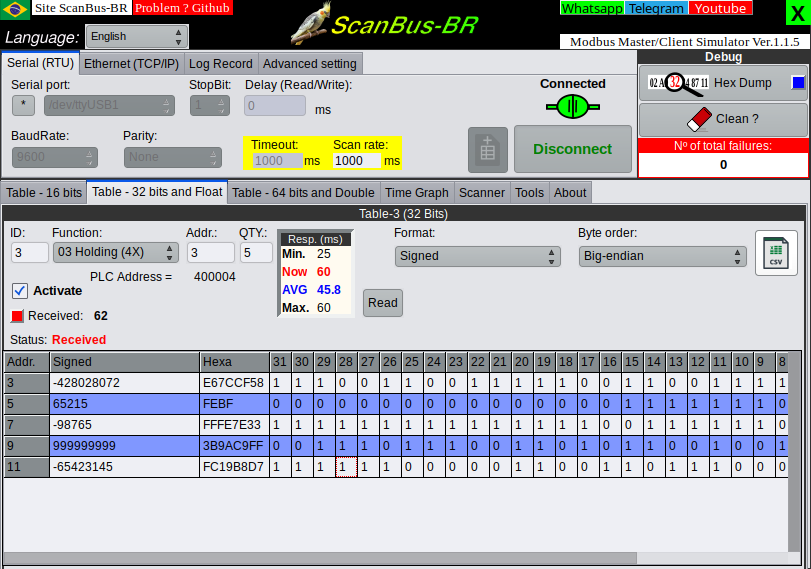 Site ScanBus-BR Problem ? Github
Whatsapp Telegram Youtube X
Language: English
ScanBus-BR
Modbus Master/Client Simulator Ver.1.1.5
Serial (RTU) Ethernet (TCP/IP) Log Record Advanced setting
Debug
Serial port: StopBit: Delay (Read/Write):
* /dev/ttyUSB1 1 0 ms
Connected
Hex Dump
BaudRate: Parity:
9600 None
Timeout: Scan rate:
1000 ms 1000 ms
Disconnect
Clean ?
Nº of total failures:
0
Table - 16 bits Table - 32 bits and Float Table - 64 bits and Double Time Graph Scanner Tools About
Table-3 (32 Bits)
ID: Function: Addr.: QTY.:
3 03 Holding (4X) 3 5
PLC Address = 400004
Activate
Received: 62
Status: Received
Resp. (ms)
Min. 25
Now 60
AVG 45.8
Max. 60
Read
Format:
Signed
Byte order:
Big-endian
CSV
Addr. Signed Hexa 31 30 29 28 27 26 25 24 23 22 21 20 19 18 17 16 15 14 13 12 11 10 9 8
3 -428028072 E67CCF58 1 1 1 0 0 1 1 0 0 1 1 1 1 1 0 0 1 1 0 0 1 1 1 1
5 65215 FEBF 0 0 0 0 0 0 0 0 0 0 0 0 0 0 0 0 1 1 1 1 1 1 1 0
7 -98765 FFFE7E33 1 1 1 1 1 1 1 1 1 1 1 1 1 1 1 0 0 1 1 1 1 1 1 0
9 999999999 3B9AC9FF 0 0 1 1 1 0 1 1 1 0 0 1 1 0 1 0 1 1 0 0 1 0 0 1
11 -65423145 FC19B8D7 1 1 1 1 1 1 0 0 0 0 0 1 1 0 0 1 1 0 1 1 1 0 0 0